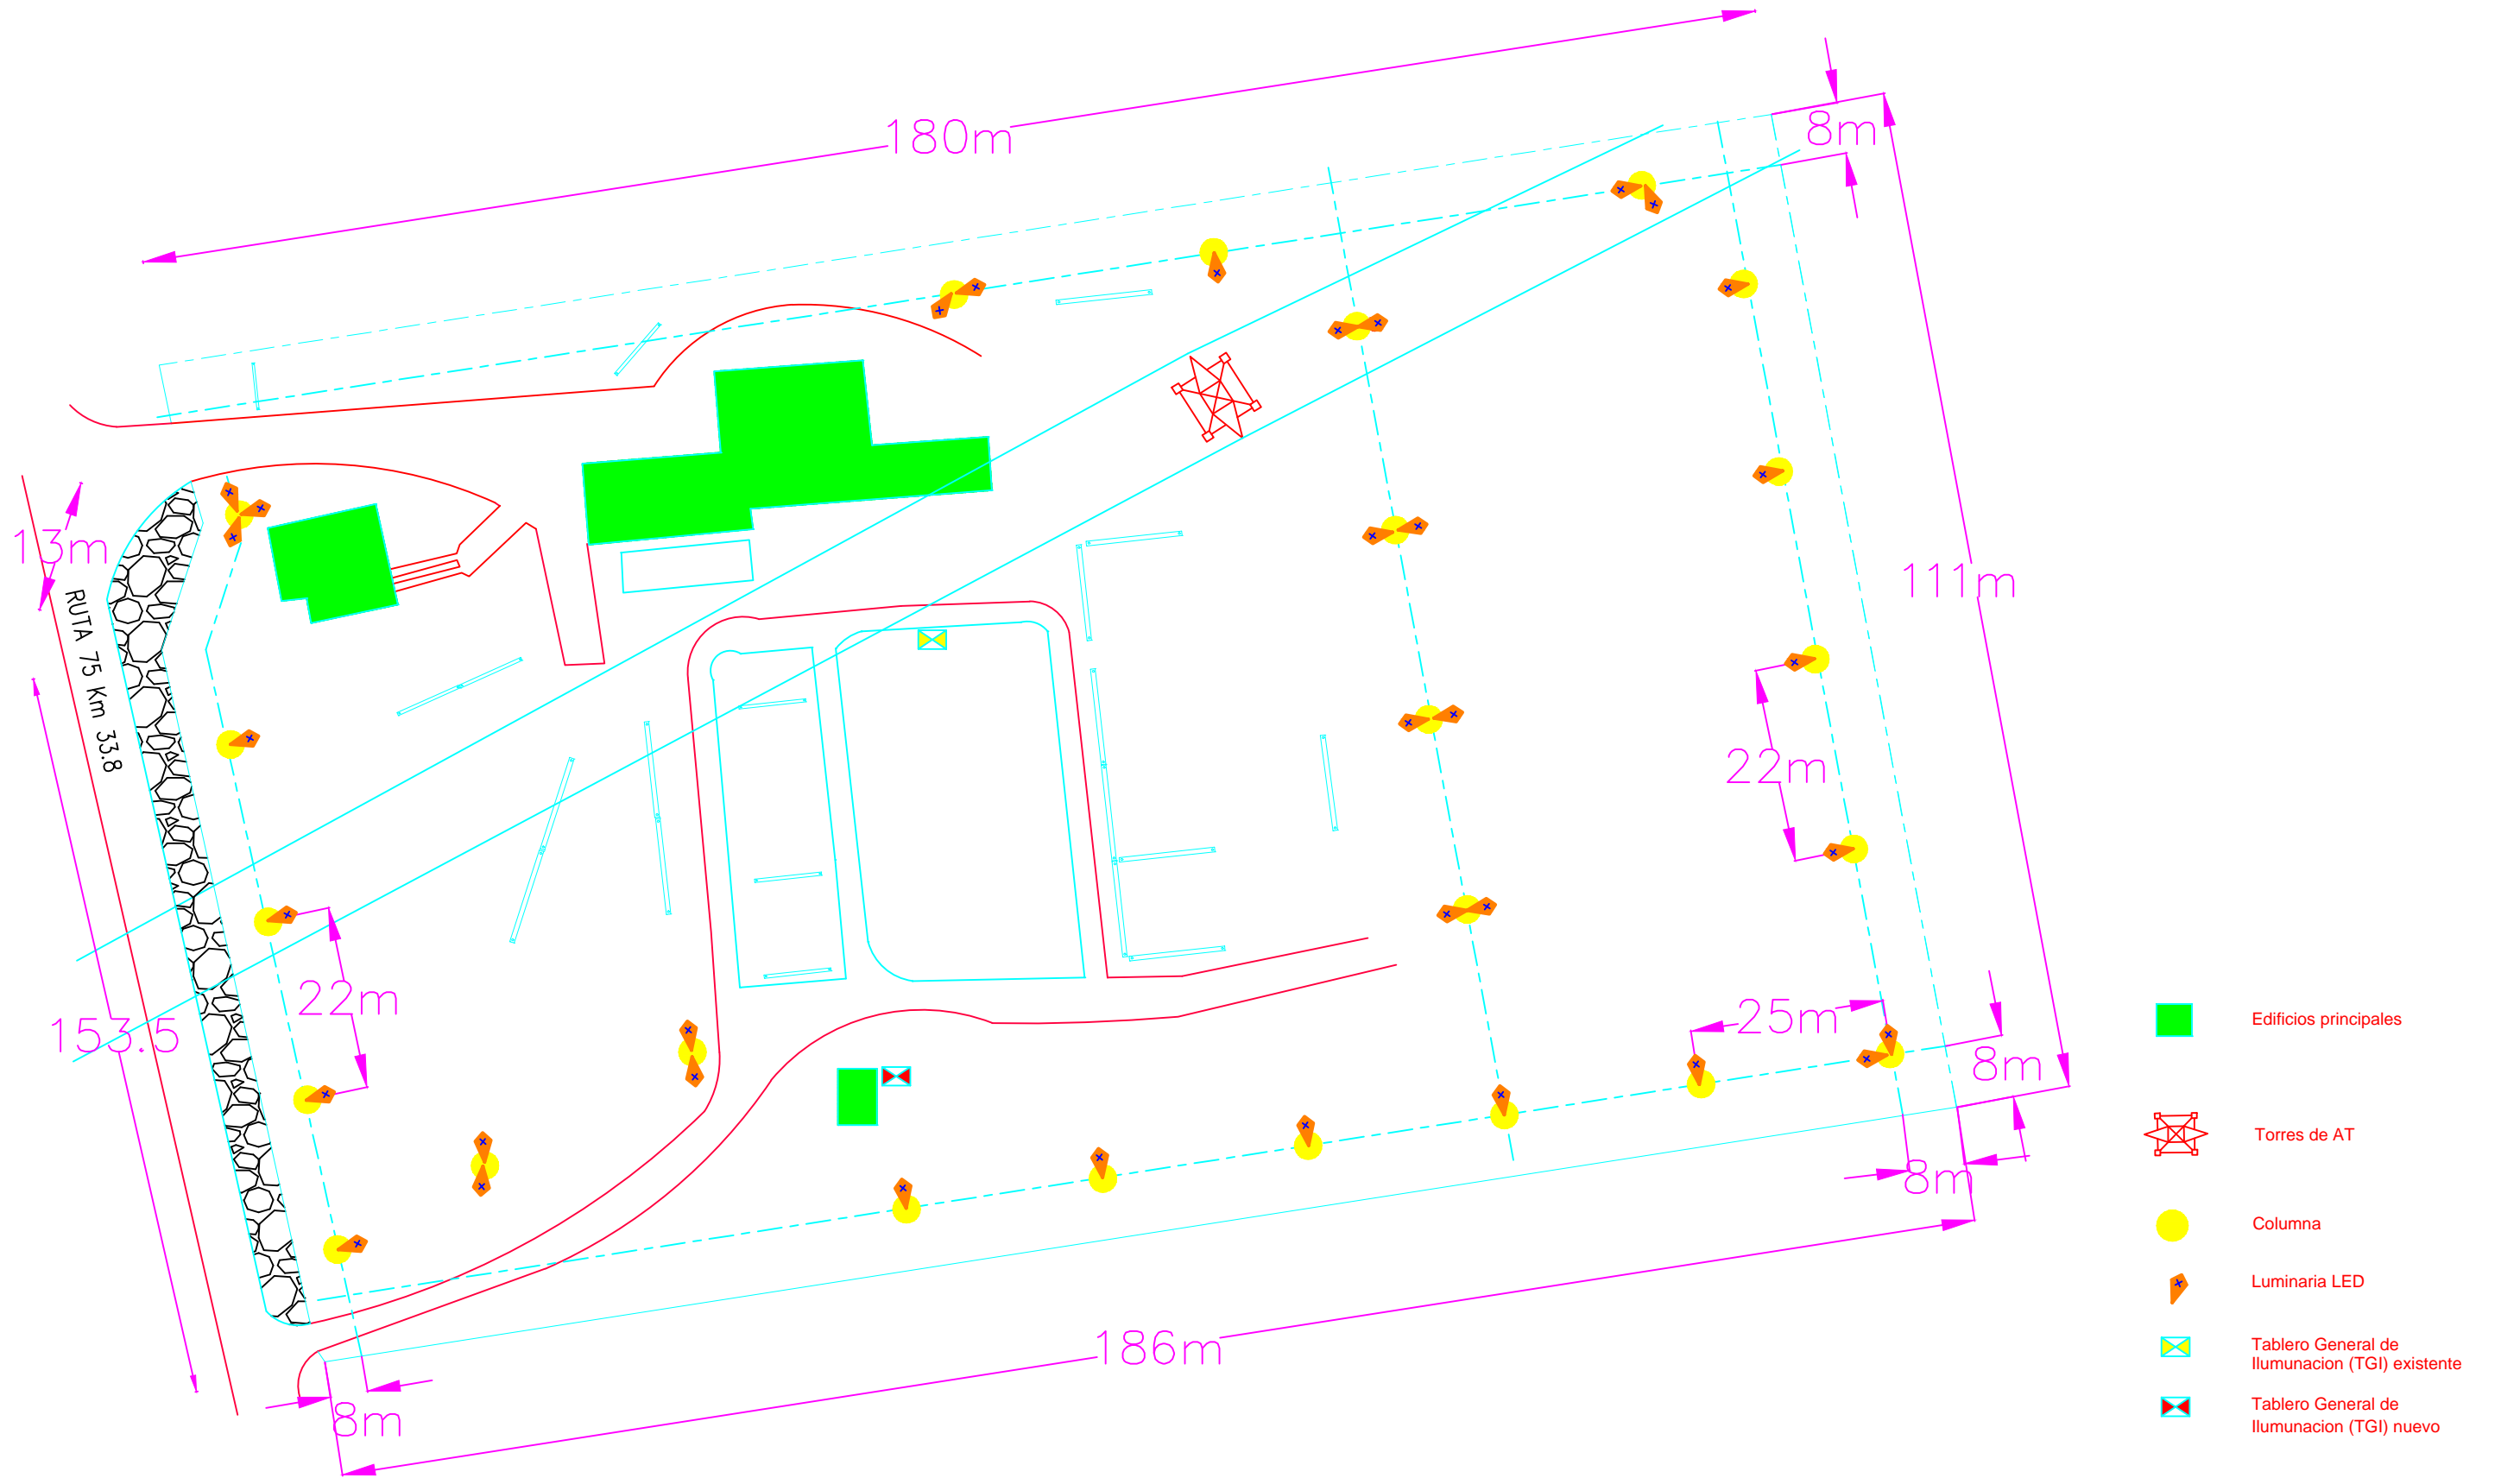 180m
8m
13m
RUTA 75 Km 33.8
111m
22m
22m
153.5
25m
8m
8m
186m
8m
Edificios principales
Torres de AT
Columna
Luminaria LED
Tablero General de
Ilumunacion (TGI) existente
Tablero General de
Ilumunacion (TGI) nuevo